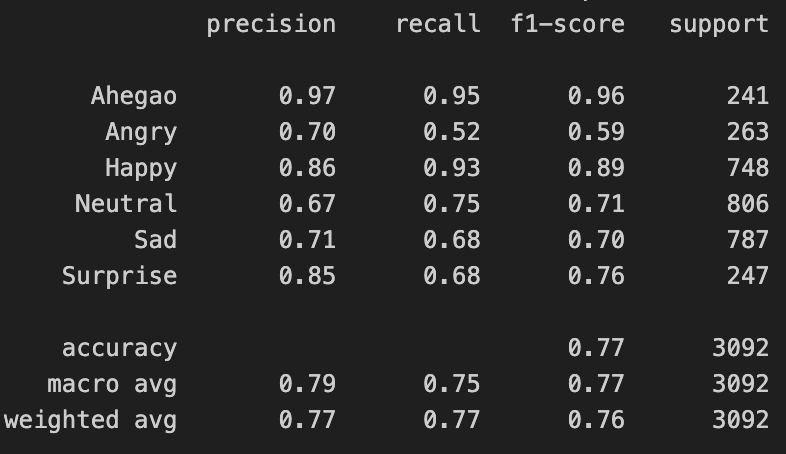 precision recall f1-score support
Ahegao 0.97 0.95 0.96 241
Angry 0.70 0.52 0.59 263
Happy 0.86 0.93 0.89 748
Neutral 0.67 0.75 0.71 806
Sad 0.71 0.68 0.70 787
Surprise 0.85 0.68 0.76 247
accuracy 0.77 3092
macro avg 0.79 0.75 0.77 3092
weighted avg 0.77 0.77 0.76 3092